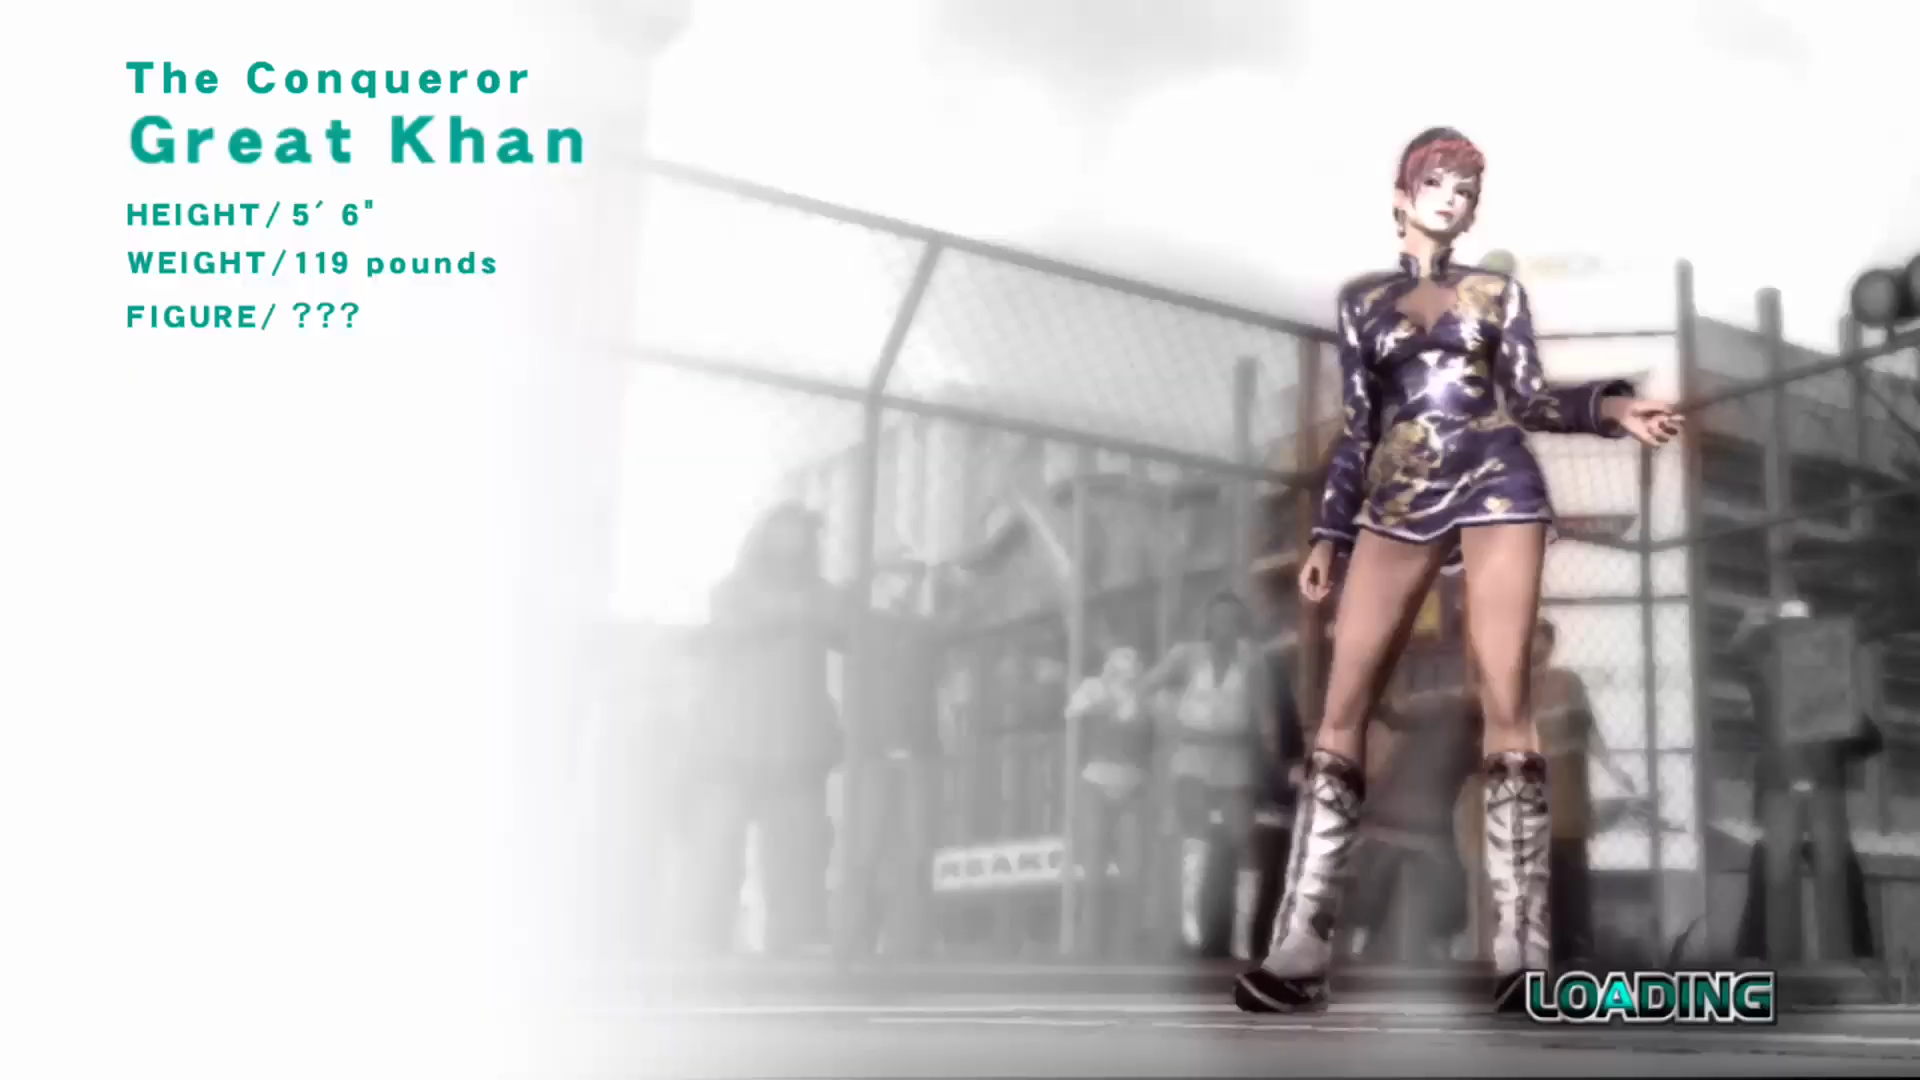 The Conqueror
Great Khan
HEIGHT/ 5′ 6"
WEIGHT/119 pounds
FIGURE/ ???
LOADING